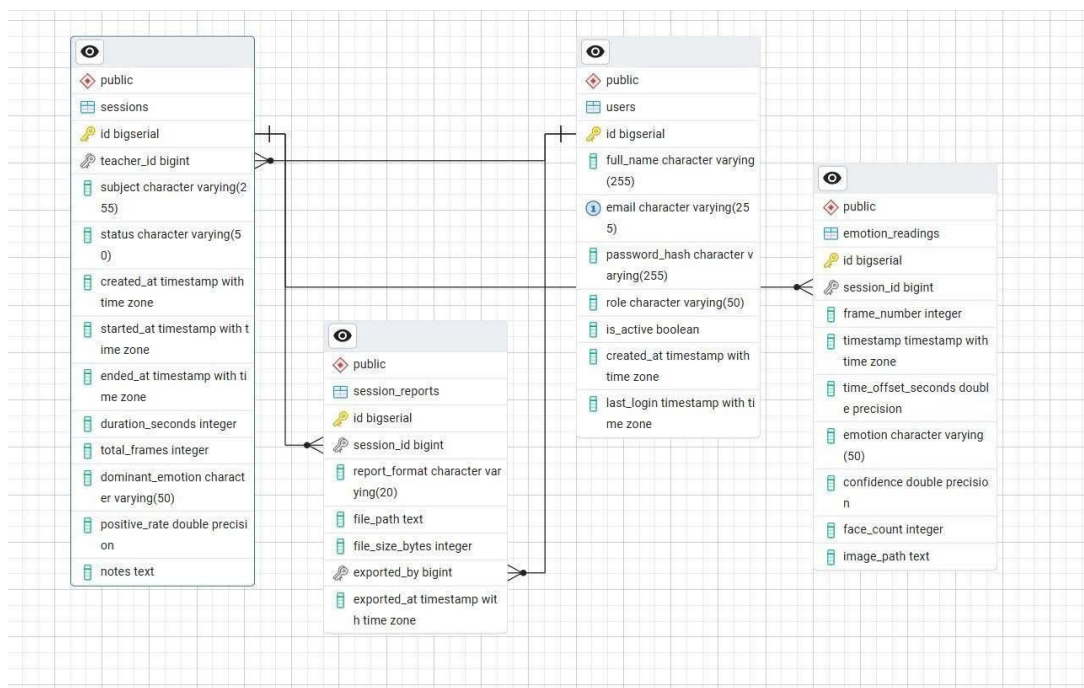 public
sessions
id bigserial
teacher_id bigint
subject character varying(2
55)
status character varying(5
0)
created_at timestamp with
time zone
started_at timestamp with t
ime zone
ended_at timestamp with ti
me zone
duration_seconds integer
total_frames integer
dominant_emotion charact
er varying(50)
positive_rate double precisi
on
notes text
public
session_reports
id bigserial
session_id bigint
report_format character var
ying(20)
file_path text
file_size_bytes integer
exported_by bigint
exported_at timestamp wit
h time zone
public
users
id bigserial
full_name character varying
(255)
1
email character varying(25
5)
password_hash character v
arying(255)
role character varying(50)
is_active boolean
created_at timestamp with
time zone
last_login timestamp with ti
me zone
public
emotion_readings
id bigserial
session_id bigint
frame_number integer
timestamp timestamp with
time zone
time_offset_seconds doubl
e precision
emotion character varying
(50)
confidence double precisio
n
face_count integer
image_path text